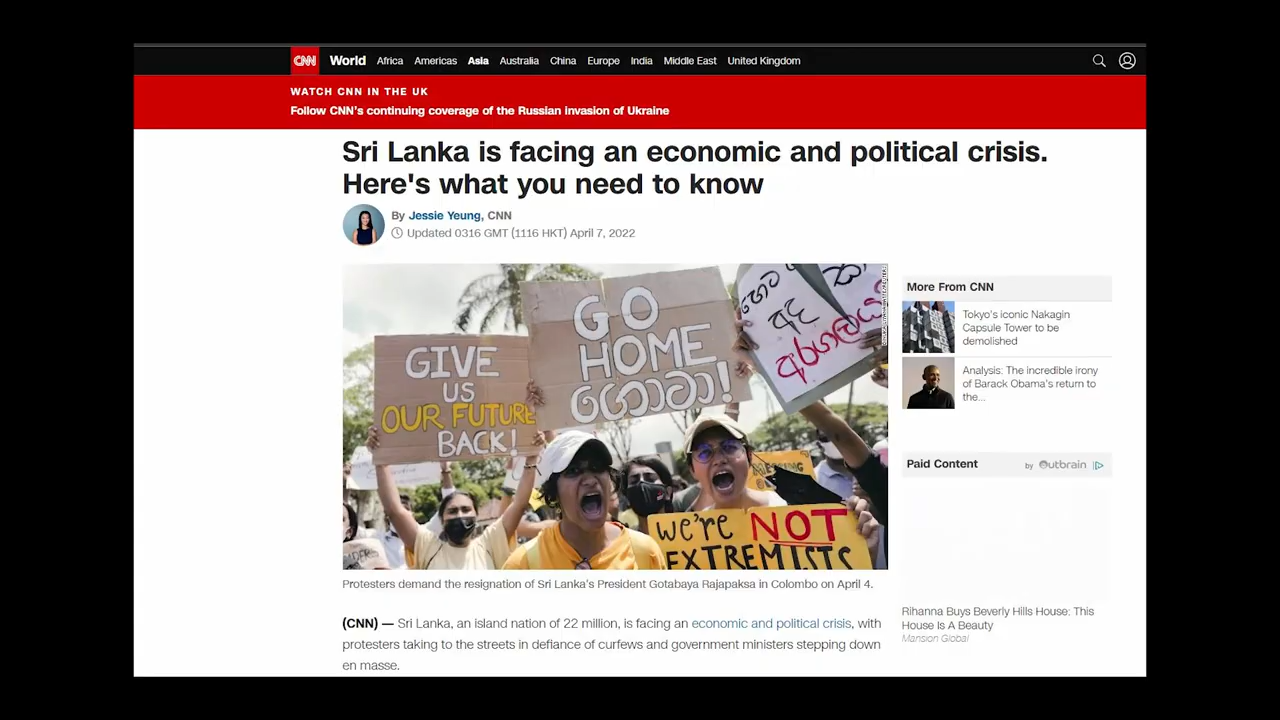 CNN World Africa Americas Asia Australia China Europe India Middle East United Kingdom
WATCH CNN IN THE UK
Follow CNN's continuing coverage of the Russian invasion of Ukraine
Sri Lanka is facing an economic and political crisis.
Here's what you need to know
By Jessie Yeung, CNN
Updated 0316 GMT (1116 HKT) April 7, 2022
GIVE
US
OUR FUTURE
BACK!
GO
HOME
ගොටා!
හෙට
අද
අරගලයයි
WE'RE NOT
EXTREMISTS
Protesters demand the resignation of Sri Lanka's President Gotabaya Rajapaksa in Colombo on April 4.
(CNN) — Sri Lanka, an island nation of 22 million, is facing an economic and political crisis, with
protesters taking to the streets in defiance of curfews and government ministers stepping down
en masse.
More From CNN
Tokyo's iconic Nakagin
Capsule Tower to be
demolished
Analysis: The incredible irony
of Barack Obama's return to
the...
Paid Content
by Outbrain
Rihanna Buys Beverly Hills House: This
House Is A Beauty
Mansion Global